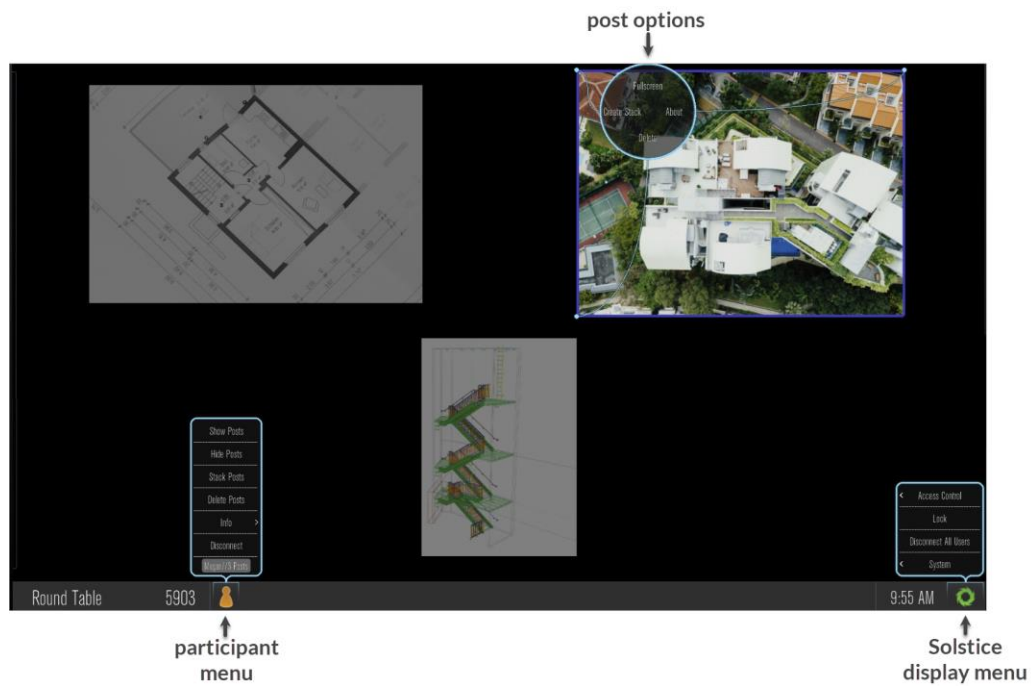 post options
Fullscreen
Create Stack
About
Delete
Show Posts
Hide Posts
Stack Posts
Delete Posts
Info >
Disconnect
Posts
< Access Control
Lock
Disconnect All Users
< System
Round Table
5903
9:55 AM
participant
menu
Solstice
display menu